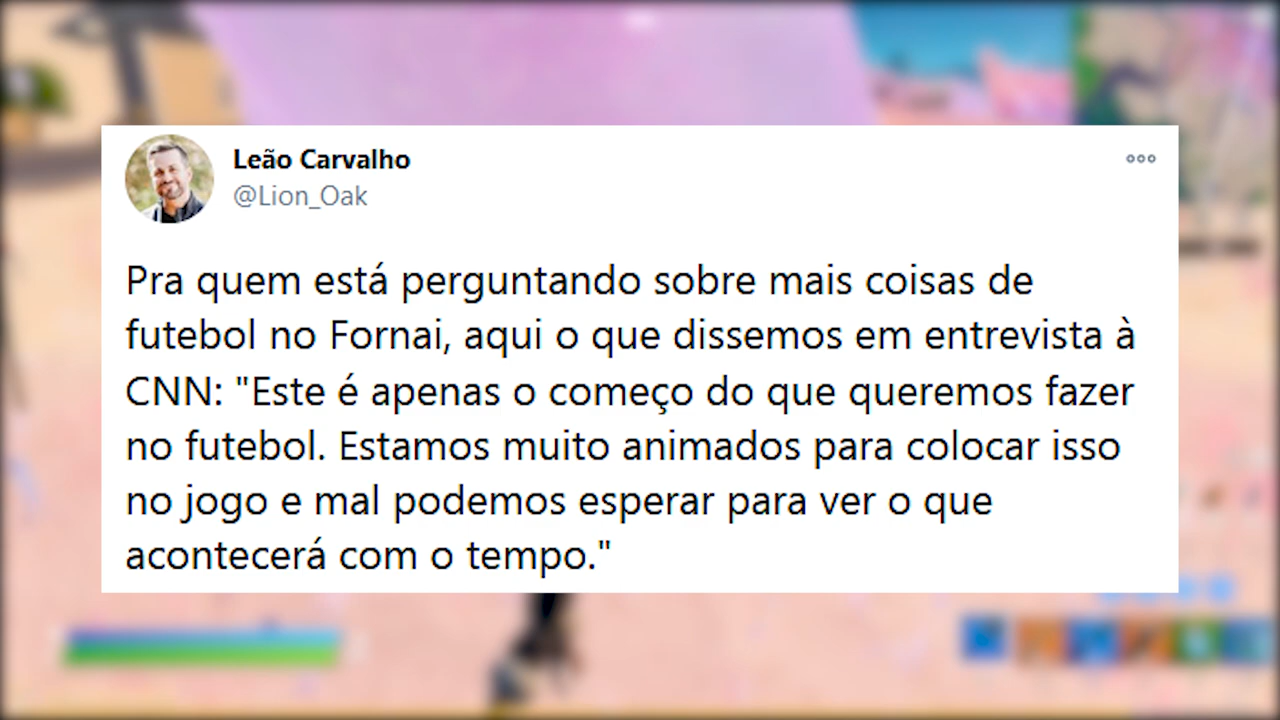 Leão Carvalho
@Lion_Oak
Pra quem está perguntando sobre mais coisas de
futebol no Fornai, aqui o que dissemos em entrevista à
CNN: "Este é apenas o começo do que queremos fazer
no futebol. Estamos muito animados para colocar isso
no jogo e mal podemos esperar para ver o que
acontecerá com o tempo."